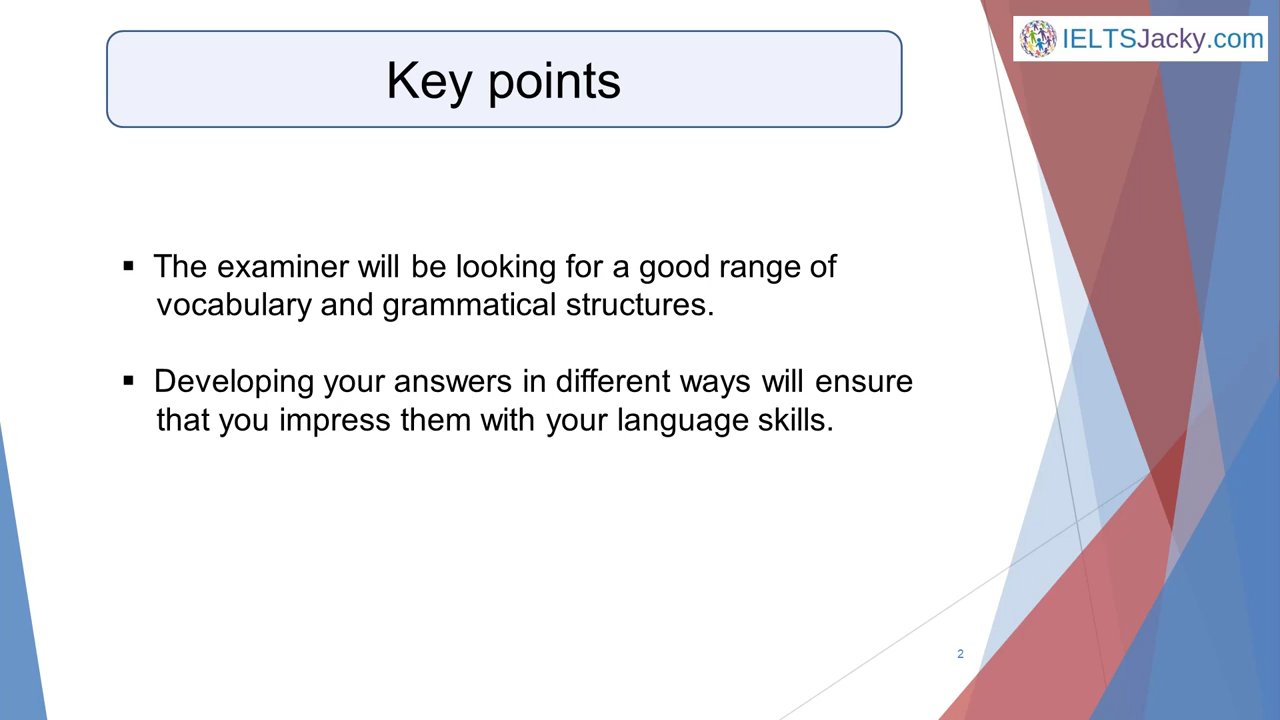 IELTSJacky.com
Key points
▪ The examiner will be looking for a good range of
vocabulary and grammatical structures.
▪ Developing your answers in different ways will ensure
that you impress them with your language skills.
2